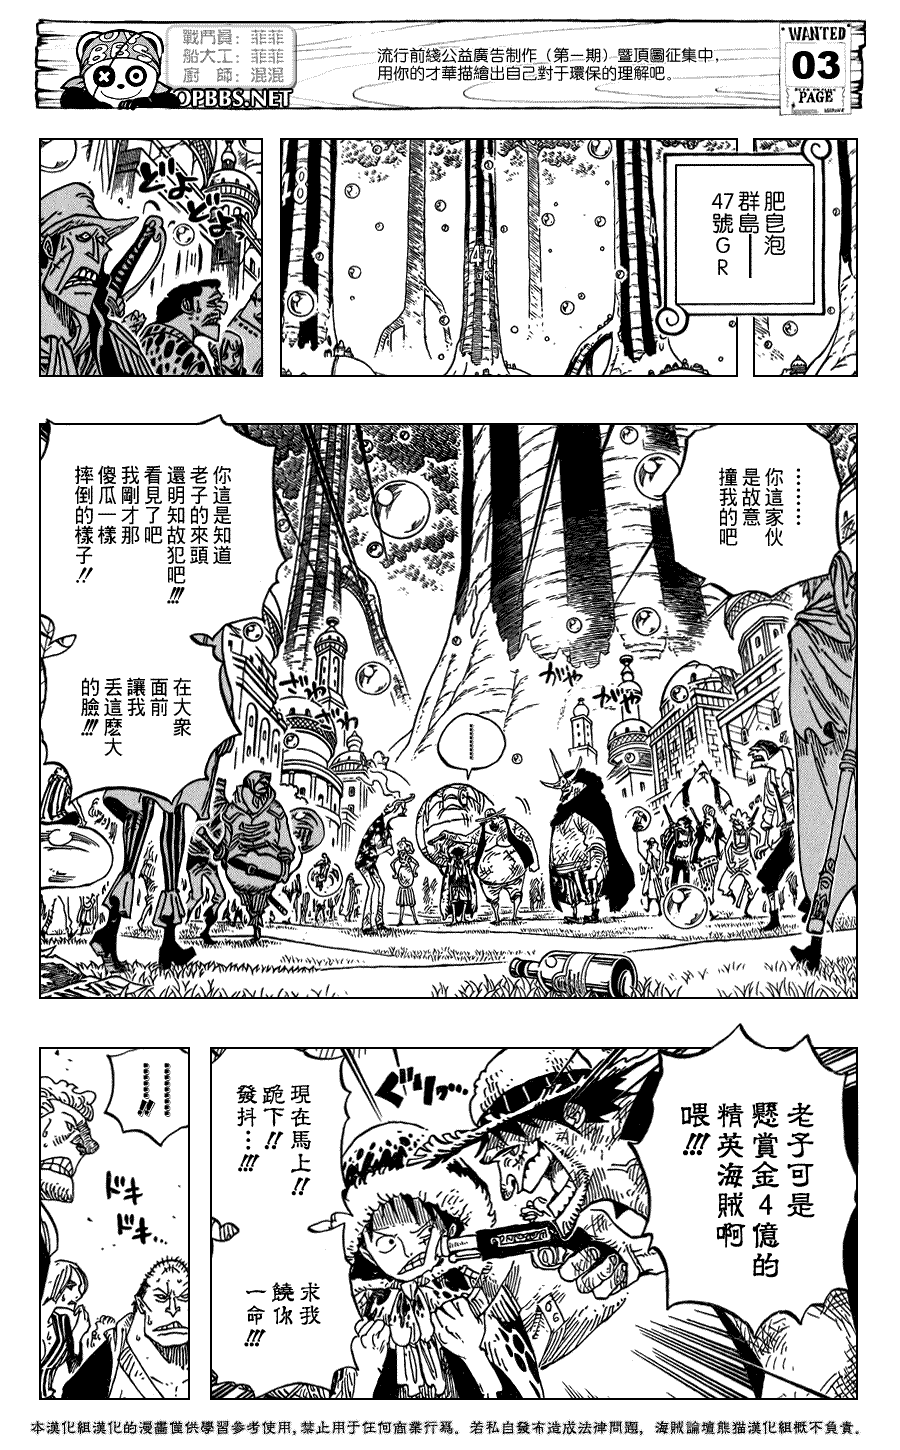 戰鬥員：菲菲
船大工：菲菲
廚　師：混混
OPBBS.NET
流行前綫公益廣告制作（第一期）暨頂圖征集中，
用你的才華描繪出自己對于環保的理解吧。
WANTED
03
PAGE
肥皂泡
群島——
47號GR
47
どよ
どよ…
………
你這家伙
是故意
撞我的吧
你這是知道
老子的來頭
還明知故犯吧!!!
看見了吧
我剛才那
傻瓜一樣
摔倒的樣子!!
在大衆
面前
讓我
丢這麽大
的臉!!!
ざわ
ざわ…
がや
がや
………
老子可是
懸賞金4億的
精英海賊啊
喂!!!
現在馬上!!
跪下!!
發抖…!!!
求我
饒你
一命!!!
ぐりり…
………!!
ドキ
ドキ…
本漢化組漢化的漫畫僅供學習參考使用,禁止用于任何商業行爲。若私自發布造成法律問題，海賊論壇熊猫漢化組概不負責。